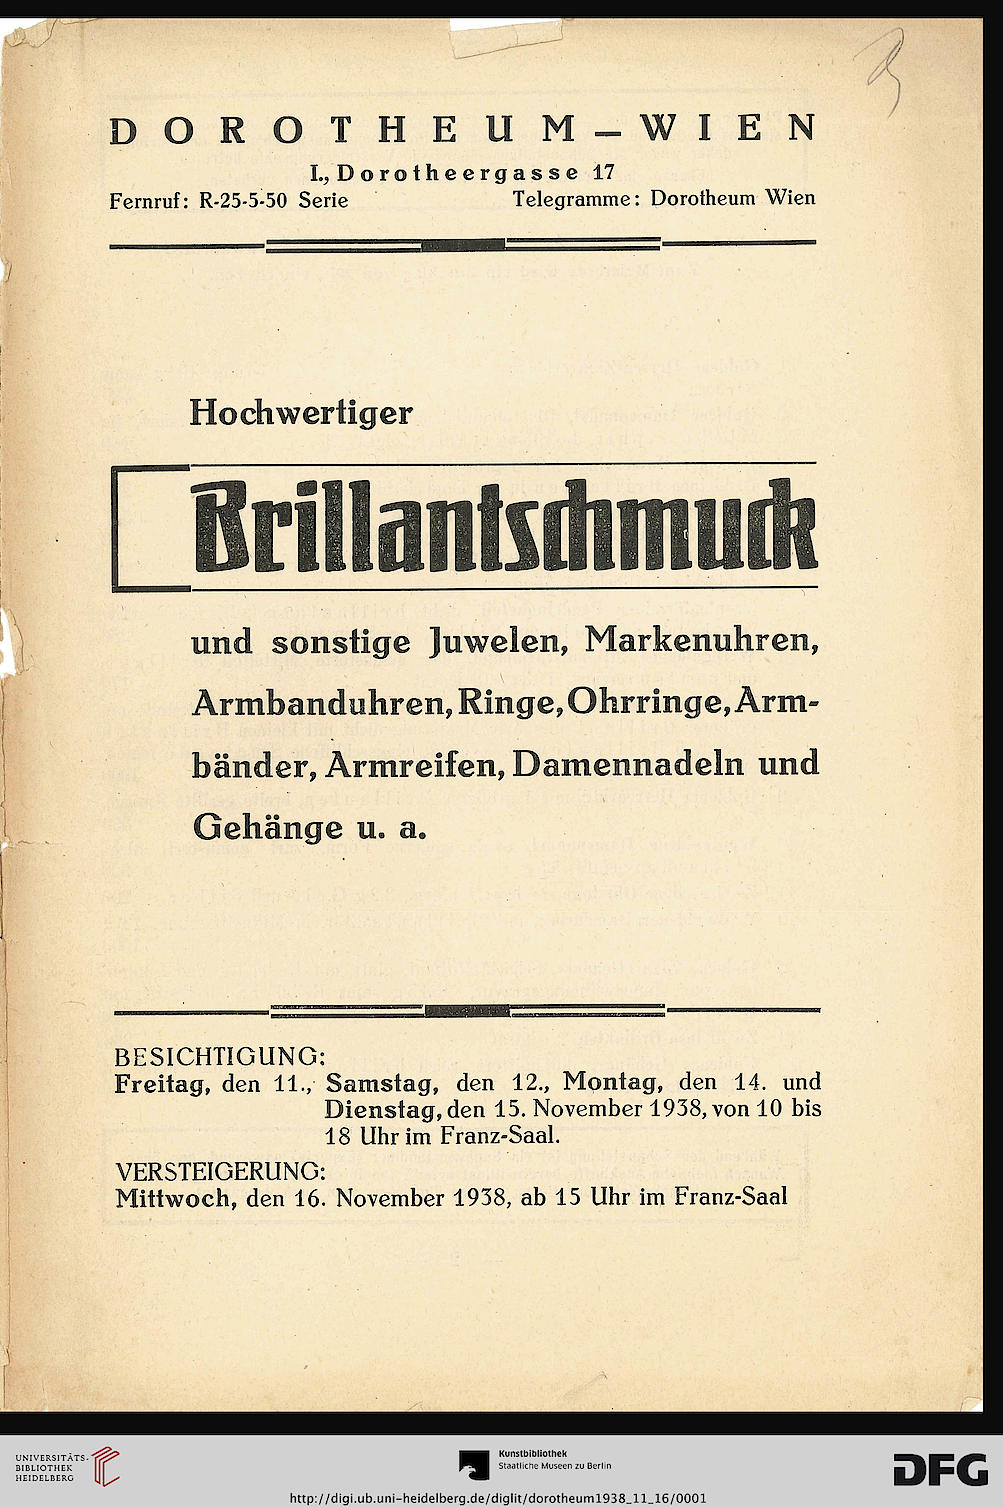 DOROTHEUM – WIEN
I., Dorotheergasse 17
Fernruf: R-25-5-50 Serie Telegramme: Dorotheum Wien
Hochwertiger
Brillantschmuck
und sonstige Juwelen, Markenuhren,
Armbanduhren, Ringe, Ohrringe, Arm-
bänder, Armreifen, Damennadeln und
Gehänge u. a.
BESICHTIGUNG:
Freitag, den 11., Samstag, den 12., Montag, den 14. und
Dienstag, den 15. November 1938, von 10 bis
18 Uhr im Franz-Saal.
VERSTEIGERUNG:
Mittwoch, den 16. November 1938, ab 15 Uhr im Franz-Saal
UNIVERSITÄTS-
BIBLIOTHEK
HEIDELBERG
Kunstbibliothek
Staatliche Museen zu Berlin
DFG
http://digi.ub.uni-heidelberg.de/diglit/dorotheum1938_11_16/0001